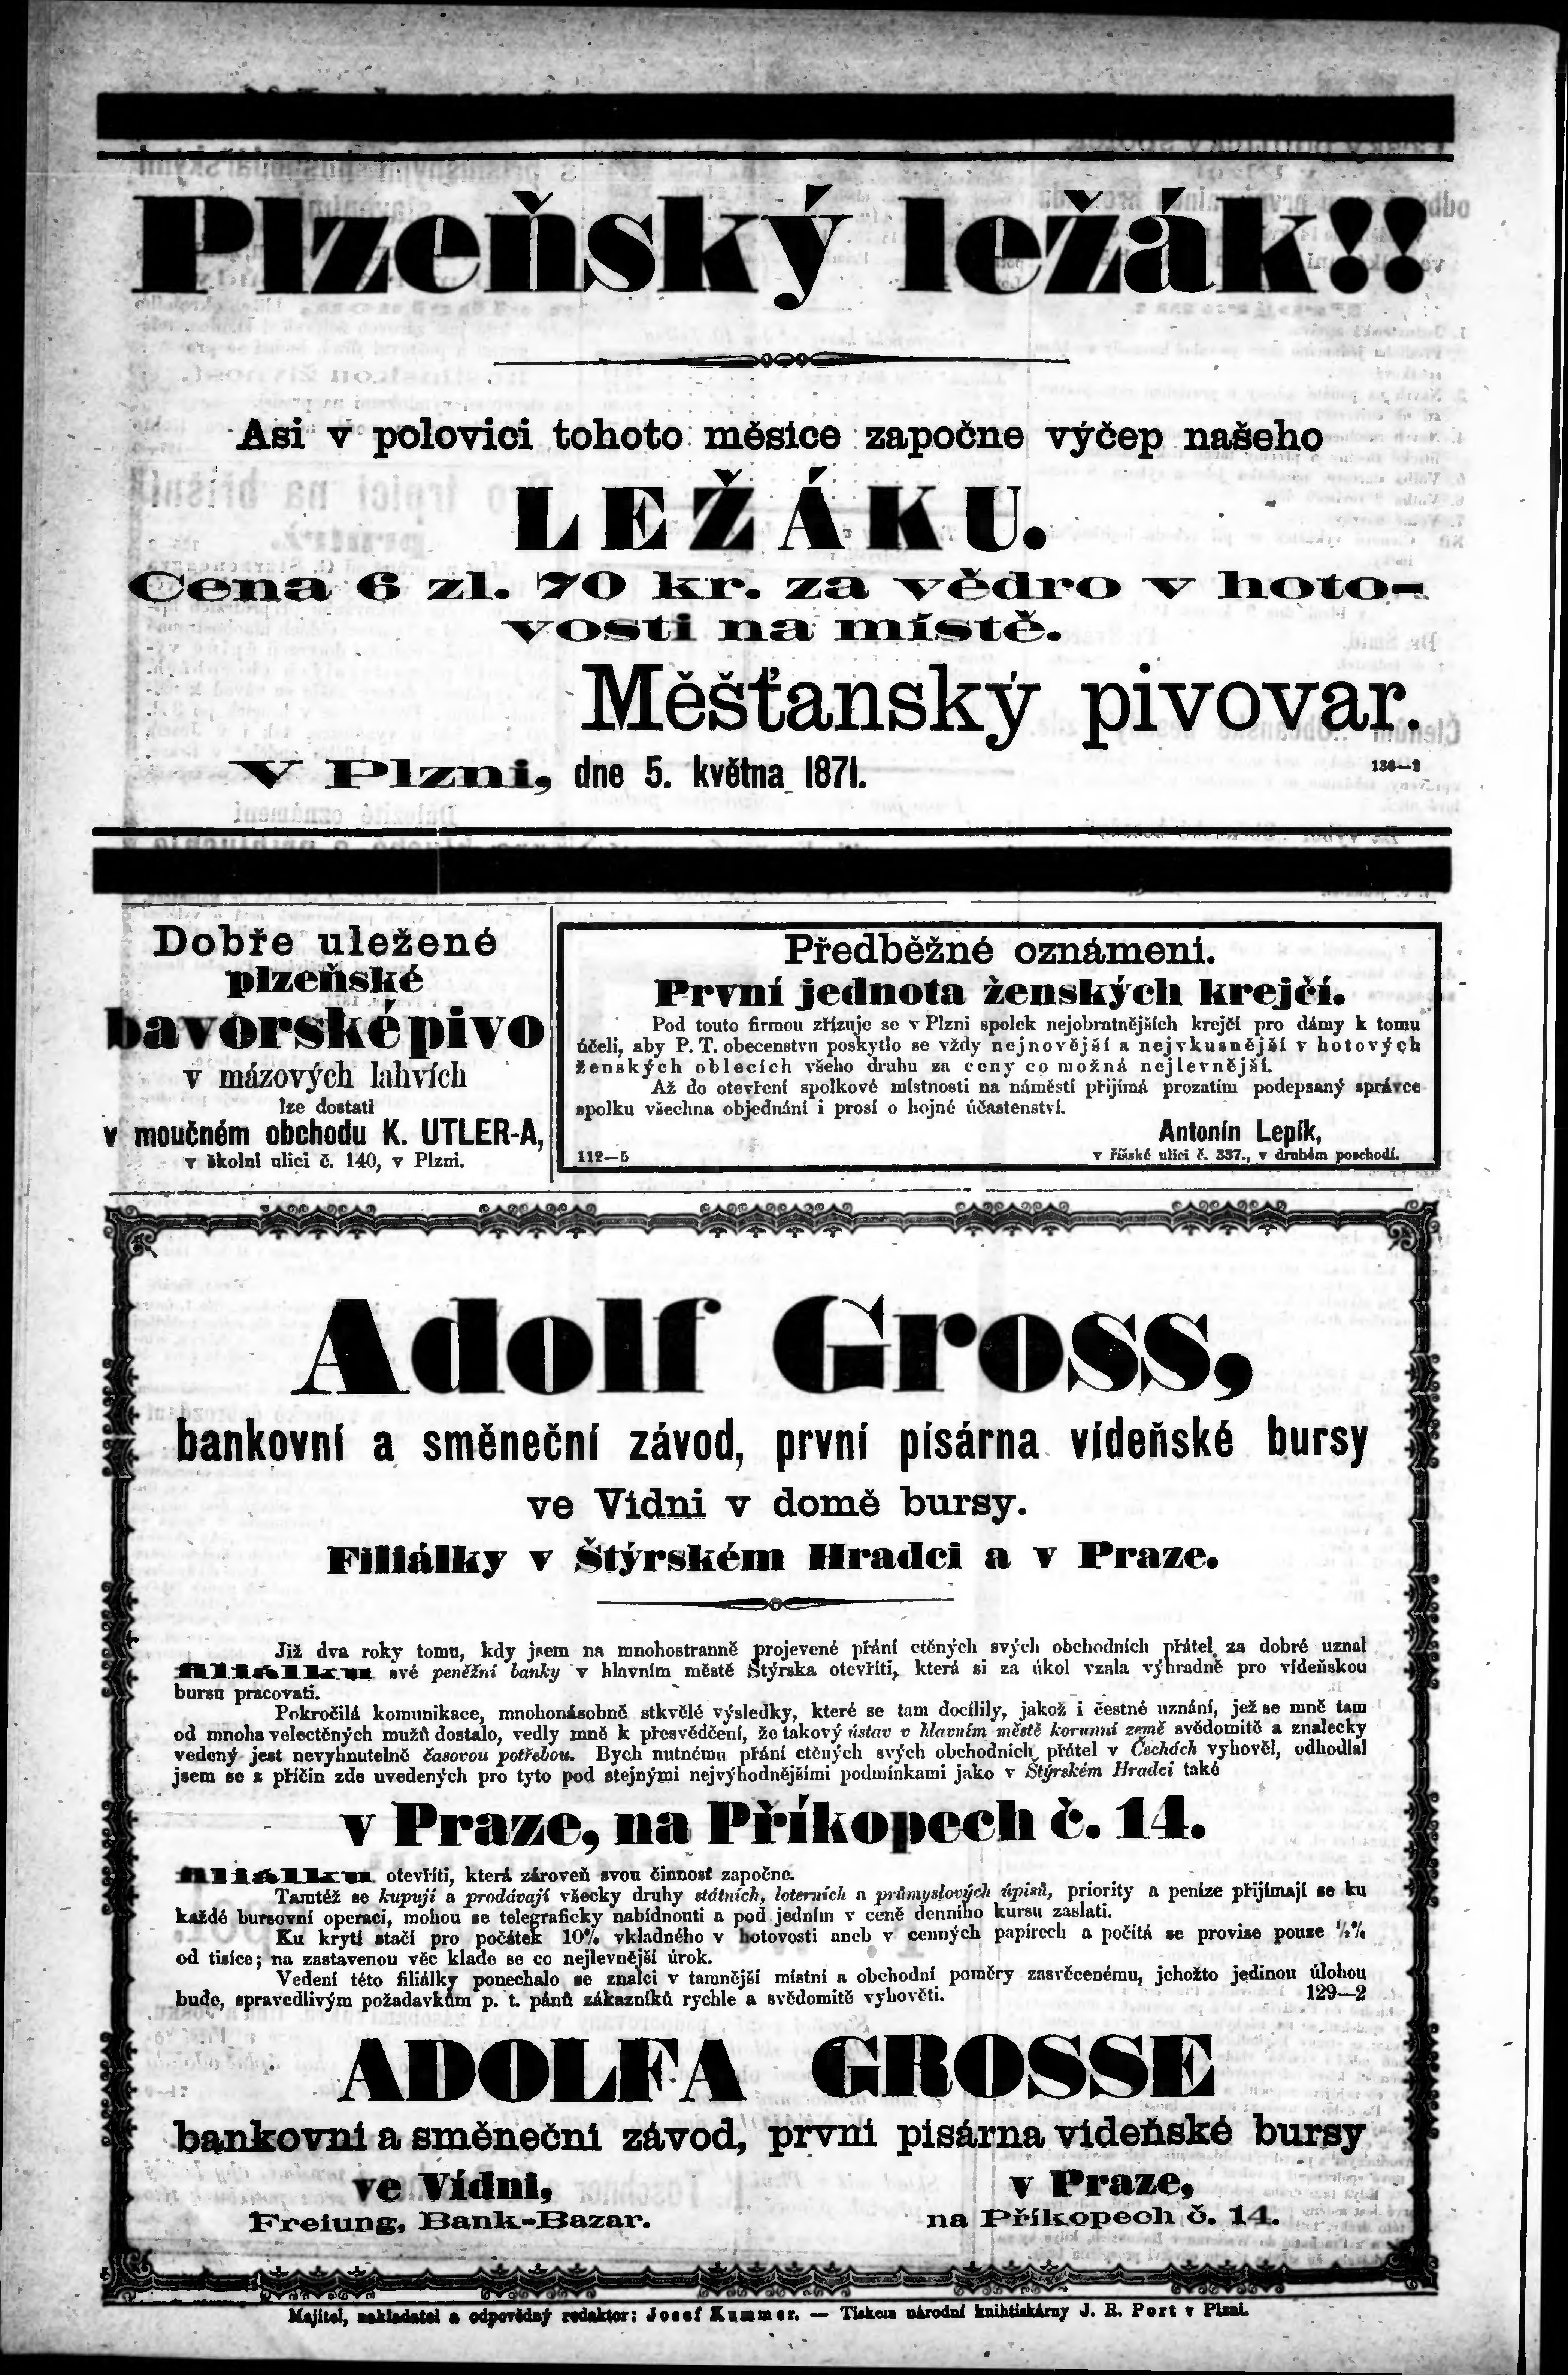 Plzeňský ležák!!
Asi v polovici tohoto měsíce započne výčep našeho
LEŽÁKU.
Cena 6 zl. 70 kr. za vědro v hoto-
vosti na místě.
Měšťanský pivovar.
V Plzni, dne 5. května 1871.
136—2
Dobře uležené
plzeňské
bavorské pivo
v mázových lahvích
lze dostati
v moučném obchodu K. UTLER-A,
v školní ulici č. 140, v Plzni.
Předběžné oznámení.
První jednota ženských krejčí.
Pod touto firmou zřizuje se v Plzni spolek nejobratnějších krejčí pro dámy k tomu
účeli, aby P. T. obecenstvu poskytlo se vždy nejnovější a nejvkusnější v hotových
ženských oblecích všeho druhu za ceny co možná nejlevnější.
Až do otevření spolkové místnosti na náměstí přijímá prozatím podepsaný správce
spolku všechna objednání i prosí o hojné účastenství.
Antonín Lepík,
112—5
v říšské ulici č. 337., v druhém poschodí.
Adolf Gross,
bankovní a směneční závod, první písárna vídeňské bursy
ve Vídni v domě bursy.
Filiálky v Štýrském Hradci a v Praze.
Již dva roky tomu, kdy jsem na mnohostranně projevené přání ctěných svých obchodních přátel za dobré uznal
filiálku své peněžní banky v hlavním městě Štýrska otevříti, která si za úkol vzala výhradně pro vídeňskou
bursu pracovati.
Pokročilá komunikace, mnohonásobně stkvělé výsledky, které se tam docílily, jakož i čestné uznání, jež se mně tam
od mnoha velectěných mužů dostalo, vedly mně k přesvědčení, že takový ústav v hlavním městě korunní země svědomitě a znalecky
vedený jest nevyhnutelně časovou potřebou. Bych nutnému přání ctěných svých obchodních přátel v Čechách vyhověl, odhodlal
jsem se z příčin zde uvedených pro tyto pod stejnými nejvýhodnějšími podmínkami jako v Štýrském Hradci také
v Praze, na Příkopech č. 14.
filiálku otevříti, která zároveň svou činnosť započne.
Tamtéž se kupují a prodávají všecky druhy státních, loterních a průmyslových úpisů, priority a peníze přijímají se ku
každé bursovní operaci, mohou se telegraficky nabídnouti a pod jedním v ceně denního kursu zaslati.
Ku krytí stačí pro počátek 10% vkladného v hotovosti aneb v cenných papírech a počítá se provise pouze ½%
od tisíce; na zastavenou věc klade se co nejlevnější úrok.
Vedení této filiálky ponechalo se znalci v tamnější místní a obchodní poměry zasvěcenému, jehožto jedinou úlohou
bude, spravedlivým požadavkům p. t. pánů zákazníků rychle a svědomitě vyhověti.
129—2
ADOLFA GROSSE
bankovní a směneční závod, první písárna vídeňské bursy
ve Vídni,
Freiung, Bank-Bazar.
v Praze,
na Příkopech č. 14.
Majitel, nakladatel a odpovědný redaktor: Josef Kummer. — Tiskem národní knihtiskárny J. R. Port v Plzni.